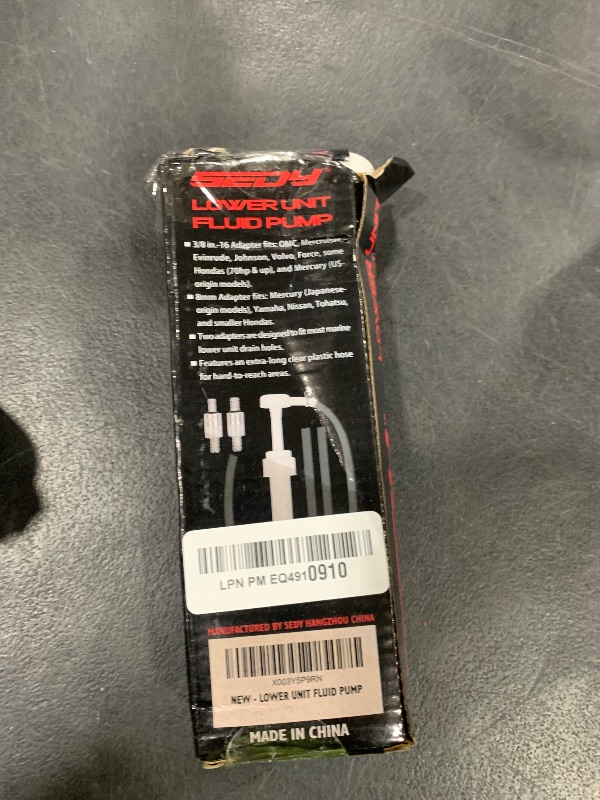 SEDY
LOWER UNIT
FLUID PUMP
3/8 in.-16 Adapter fits: OMC, Mercruiser,
Evinrude, Johnson, Volvo, Force, some
Hondas (70hp & up), and Mercury (US-
origin models).
8mm Adapter fits: Mercury (Japanese-
origin models), Yamaha, Nissan, Tohatsu,
and smaller Hondas.
Two adapters are designed to fit most marine
lower unit drain holes.
Features an extra-long clear plastic hose
for hard-to-reach areas.
LPN PM EQ4910910
MANUFACTURED BY SEDY HANGZHOU CHINA
X003Y5P9RN
NEW - LOWER UNIT FLUID PUMP
MADE IN CHINA